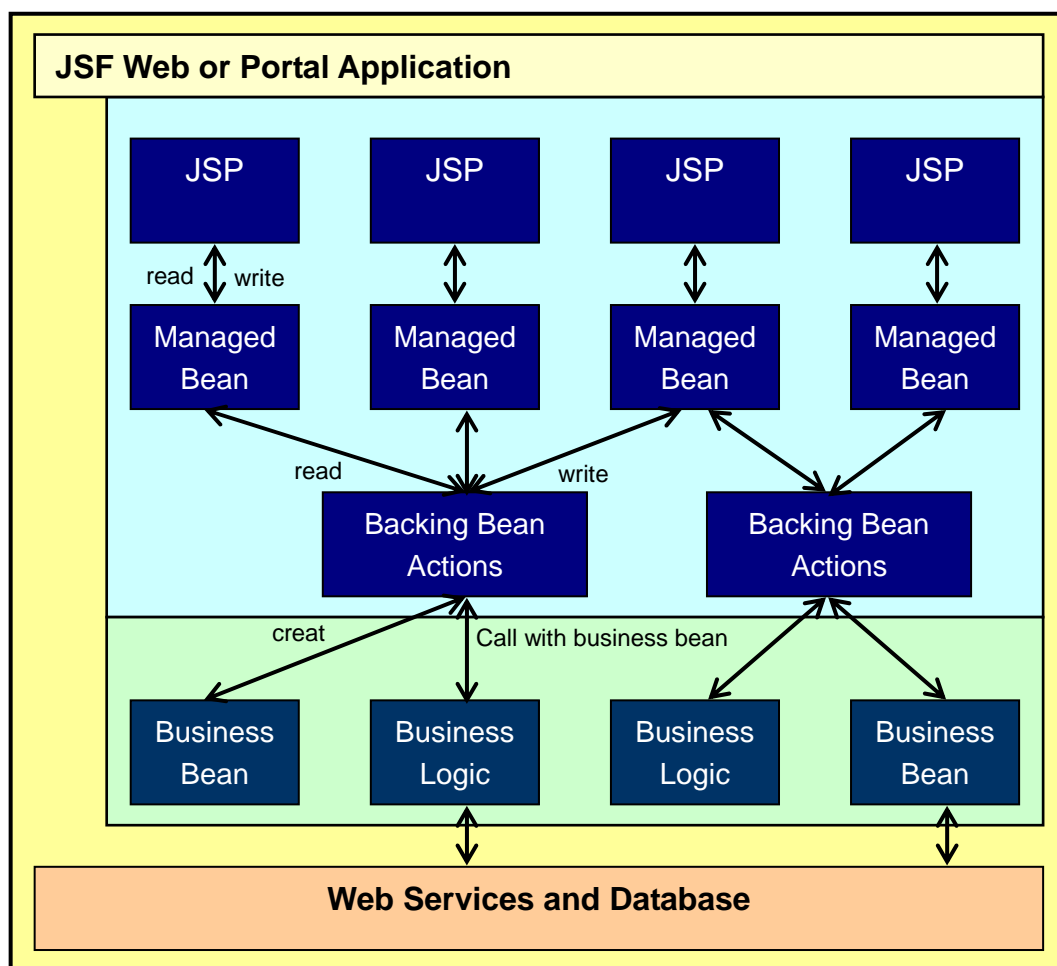 JSF Web or Portal Application
JSP
JSP
JSP
JSP
read
write
Managed
Bean
Managed
Bean
Managed
Bean
Managed
Bean
read
write
Backing Bean
Actions
Backing Bean
Actions
creat
Call with business bean
Business
Bean
Business
Logic
Business
Logic
Business
Bean
Web Services and Database